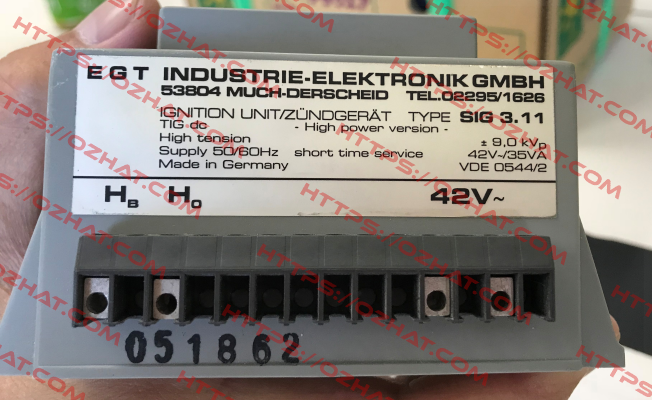 EGT INDUSTRIE-ELEKTRONIK GMBH
53804 MUCH-DERSCHEID TEL.02295/1626
IGNITION UNIT/ZÜNDGERÄT TYPE SIG 3.11
TIG dc - High power version -
High tension ± 9,0 kVp
Supply 50/60Hz short time service 42V~/35VA
Made in Germany VDE 0544/2
HB HO 42V~
051862
HTTPS://OZHAT.COM